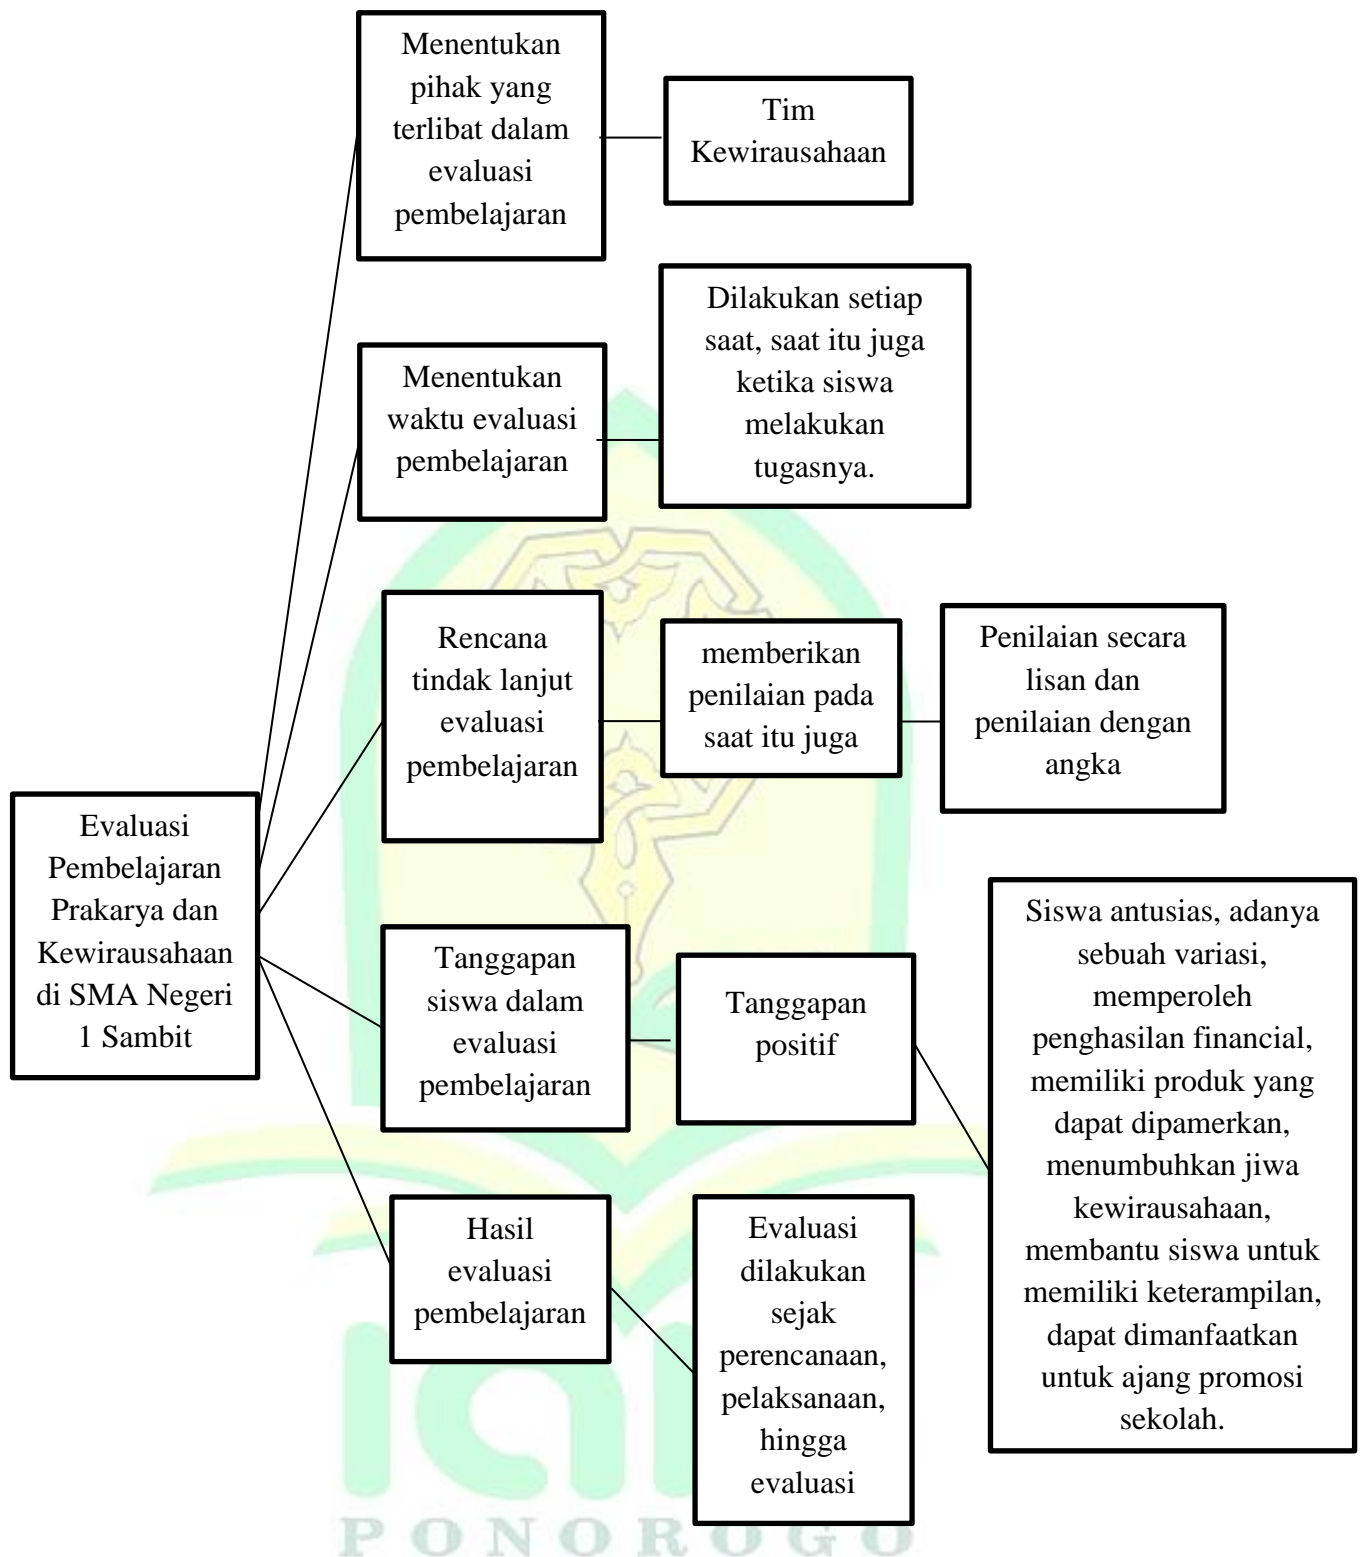 Menentukan
pihak yang
terlibat dalam
evaluasi
pembelajaran
Tim
Kewirausahaan
Menentukan
waktu evaluasi
pembelajaran
Dilakukan setiap
saat, saat itu juga
ketika siswa
melakukan
tugasnya.
Rencana
tindak lanjut
evaluasi
pembelajaran
memberikan
penilaian pada
saat itu juga
Penilaian secara
lisan dan
penilaian dengan
angka
Evaluasi
Pembelajaran
Prakarya dan
Kewirausahaan
di SMA Negeri
1 Sambit
Tanggapan
siswa dalam
evaluasi
pembelajaran
Tanggapan
positif
Siswa antusias, adanya
sebuah variasi,
memperoleh
penghasilan financial,
memiliki produk yang
dapat dipamerkan,
menumbuhkan jiwa
kewirausahaan,
membantu siswa untuk
memiliki keterampilan,
dapat dimanfaatkan
untuk ajang promosi
sekolah.
Hasil
evaluasi
pembelajaran
Evaluasi
dilakukan
sejak
perencanaan,
pelaksanaan,
hingga
evaluasi
PONOROGO